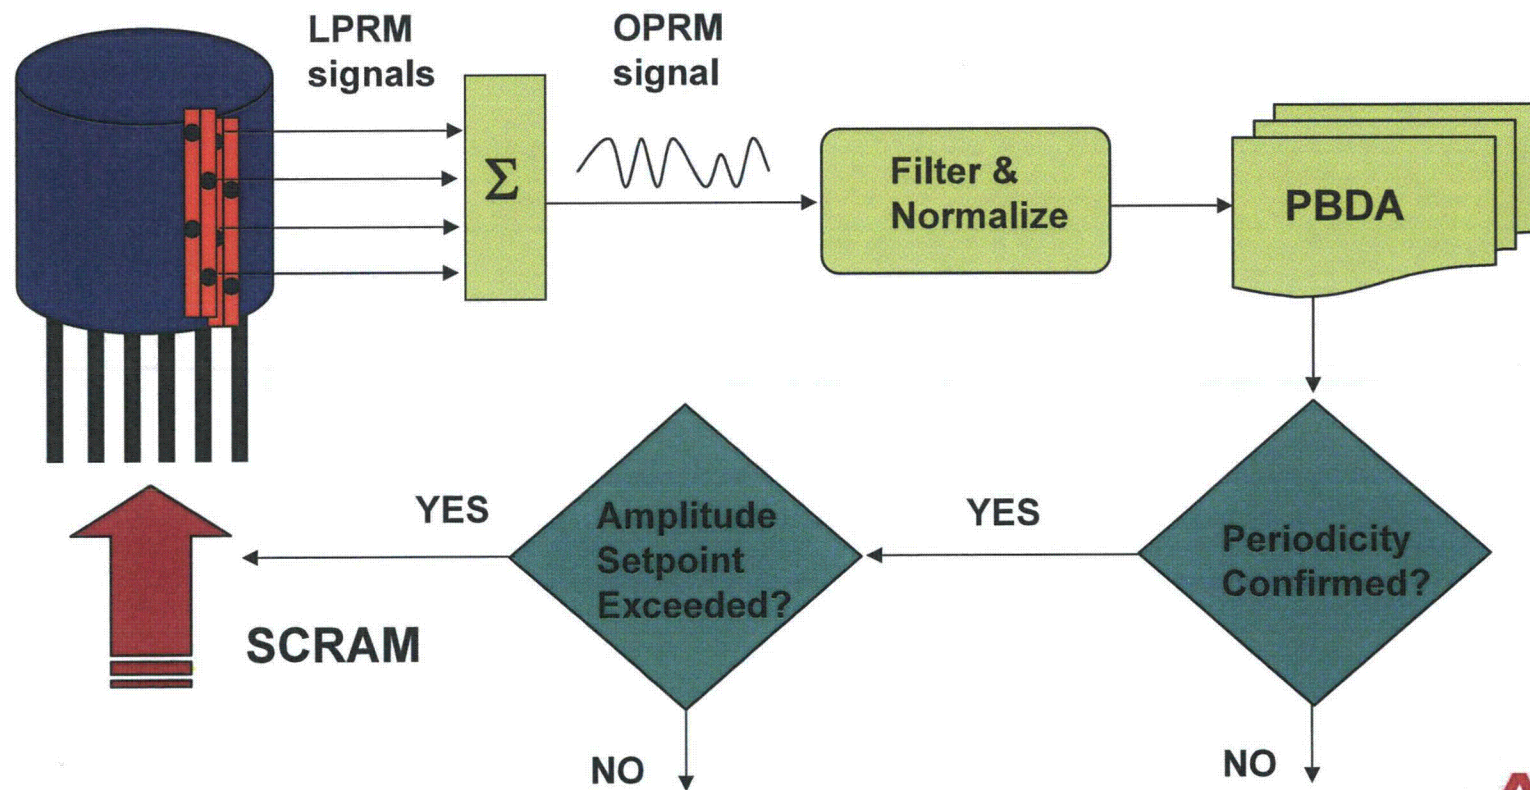 LPRM
signals
OPRM
signal
Σ
Filter &
Normalize
PBDA
YES
Amplitude
Setpoint
Exceeded?
YES
Periodicity
Confirmed?
SCRAM
NO
NO